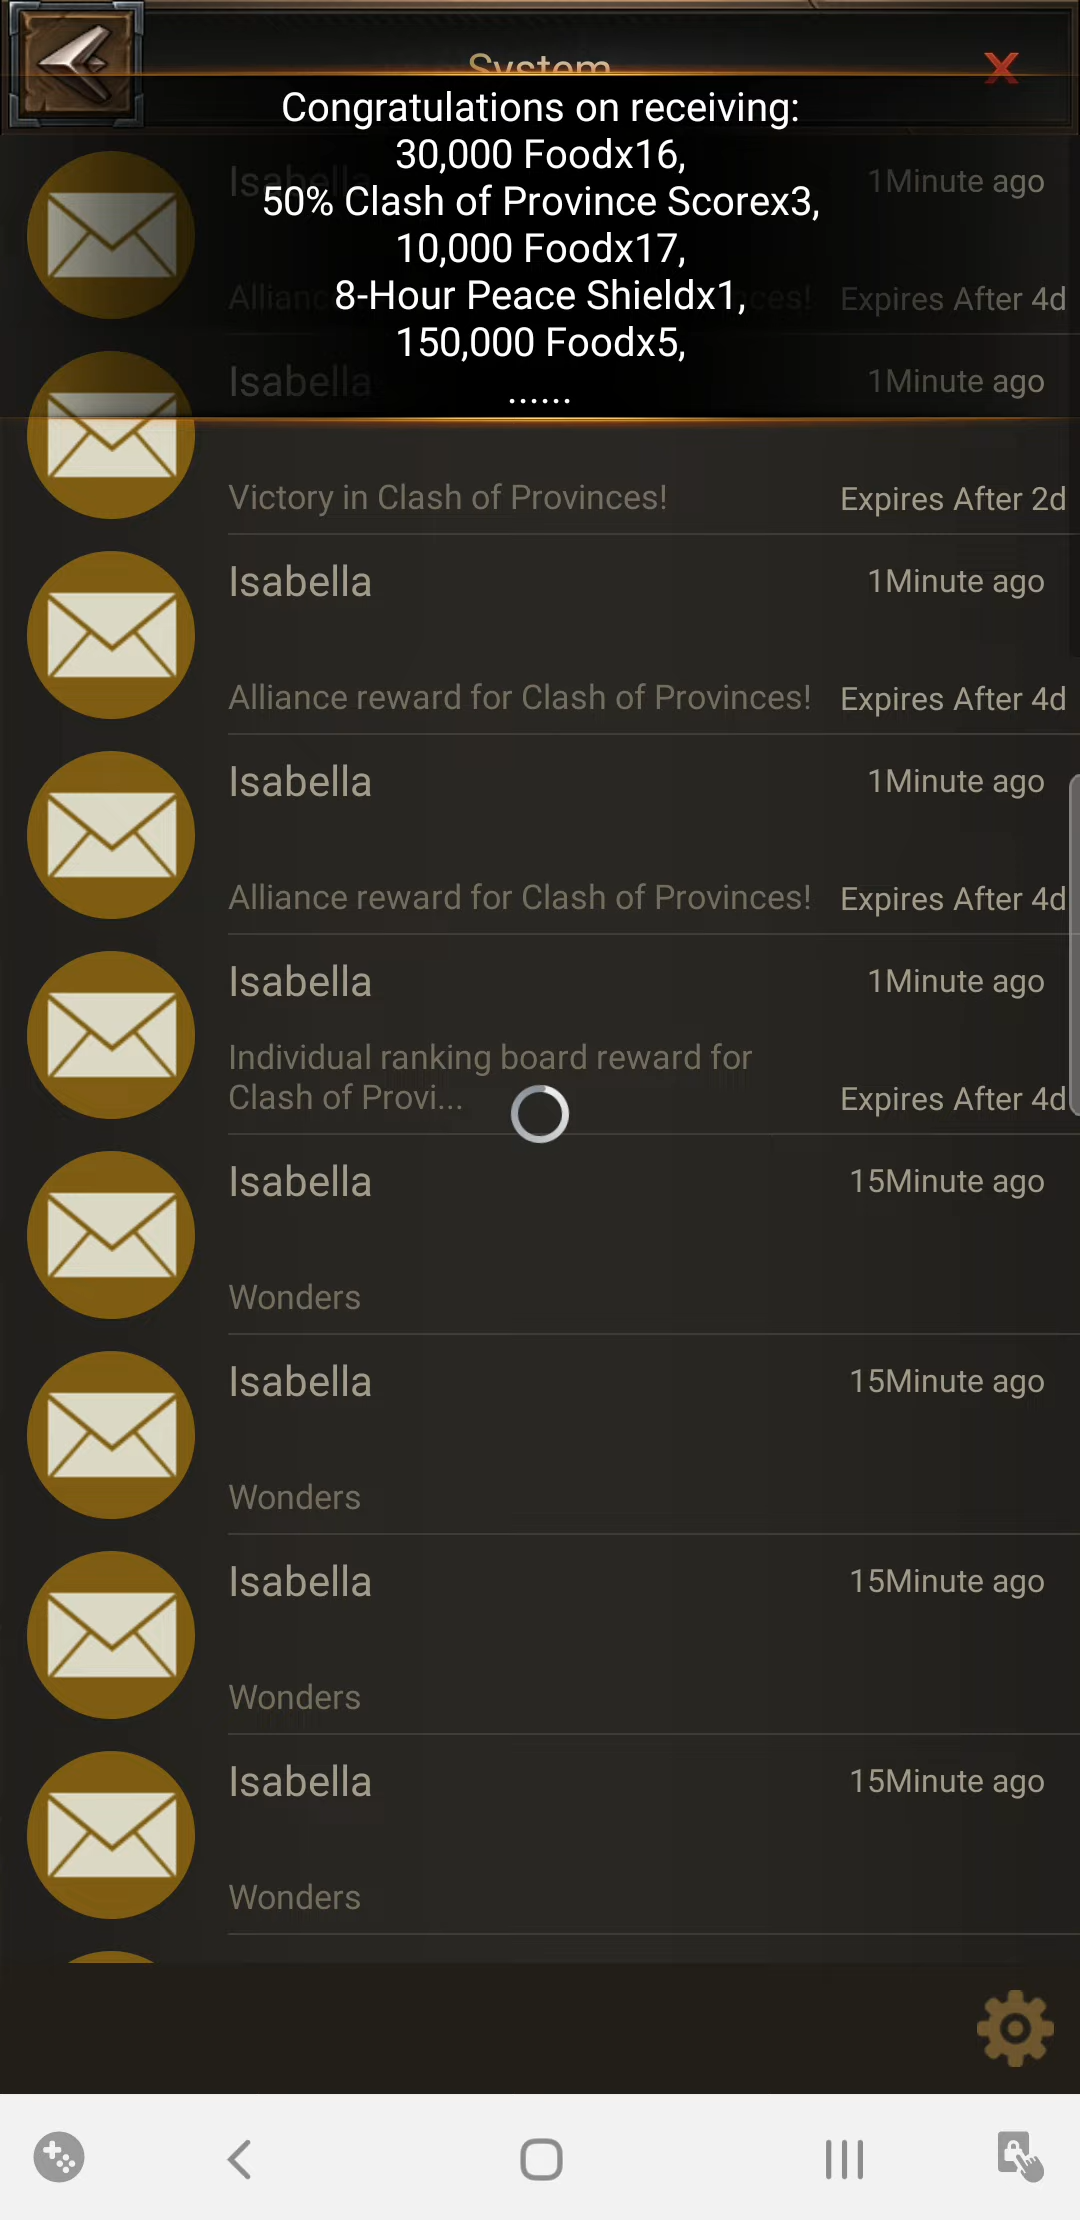 System
Congratulations on receiving:
30,000 Foodx16,
50% Clash of Province Scorex3,
10,000 Foodx17,
8-Hour Peace Shieldx1,
150,000 Foodx5,
......
Isabella
1Minute ago
Expires After 4d
Isabella
1Minute ago
Victory in Clash of Provinces!
Expires After 2d
Isabella
1Minute ago
Alliance reward for Clash of Provinces!
Expires After 4d
Isabella
1Minute ago
Alliance reward for Clash of Provinces!
Expires After 4d
Isabella
1Minute ago
Individual ranking board reward for
Clash of Provi...
Expires After 4d
Isabella
15Minute ago
Wonders
Isabella
15Minute ago
Wonders
Isabella
15Minute ago
Wonders
Isabella
15Minute ago
Wonders